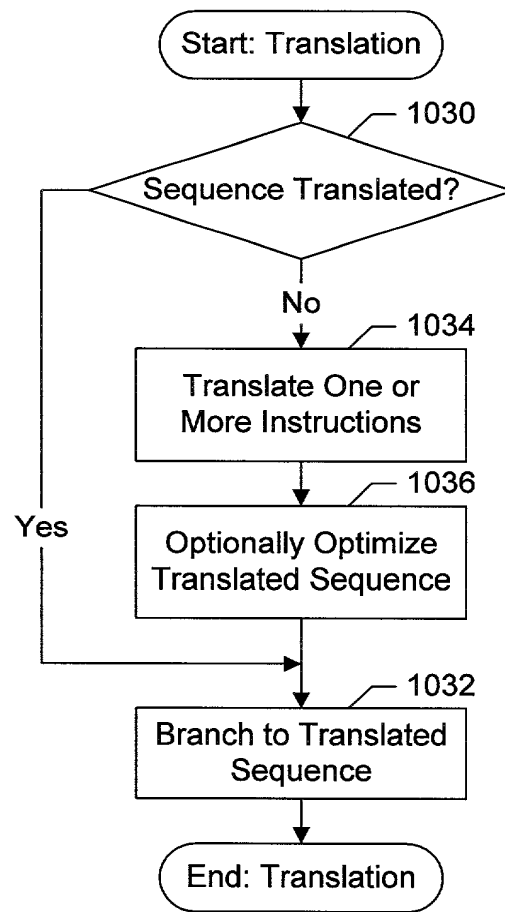 Start: Translation
1030
Sequence Translated?
No
1034
Translate One or
More Instructions
1036
Yes
Optionally Optimize
Translated Sequence
1032
Branch to Translated
Sequence
End: Translation